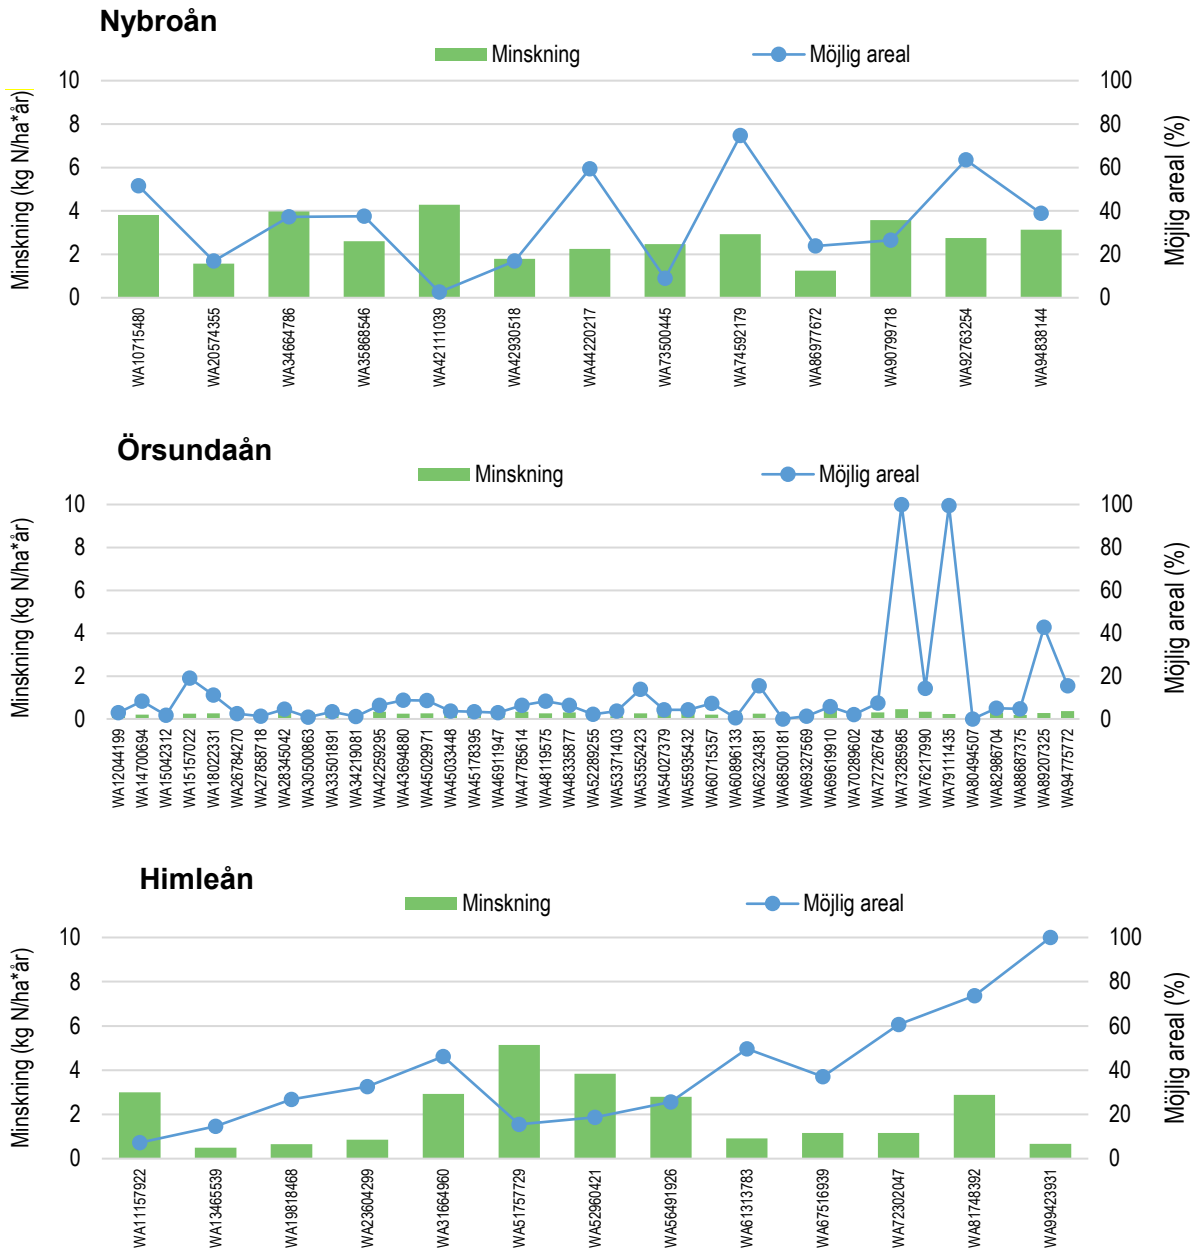 Nybroån
Minskning
Möjlig areal
Minskning (kg N/ha*år)
10
8
6
4
2
0
100
80
60
40
20
0
Möjlig areal (%)
WA10715480
WA20574355
WA34664786
WA35868546
WA42111039
WA42930518
WA44220217
WA73500445
WA74592179
WA86977672
WA90799718
WA92763254
WA94838144
Örsundaån
Minskning
Möjlig areal
Minskning (kg N/ha*år)
10
8
6
4
2
0
100
80
60
40
20
0
Möjlig areal (%)
WA12044199
WA14700694
WA15042312
WA15157022
WA18022331
WA26784270
WA27858718
WA28345042
WA30500863
WA33501891
WA34219081
WA42259295
WA43694880
WA45029971
WA45033448
WA45178395
WA46911947
WA47785614
WA48119575
WA48335877
WA52289255
WA53371403
WA53552423
WA54027379
WA55935432
WA60715357
WA60896133
WA62324381
WA68500181
WA69327569
WA69619910
WA70289602
WA72726764
WA73285985
WA76217990
WA79111435
WA80494507
WA82986704
WA88687375
WA89207325
WA94775772
Himleån
Minskning
Möjlig areal
Minskning (kg N/ha*år)
10
8
6
4
2
0
100
80
60
40
20
0
Möjlig areal (%)
WA11157922
WA13465539
WA19818468
WA23604299
WA31664960
WA51757729
WA52960421
WA56491926
WA61313783
WA67516939
WA72302047
WA81748392
WA99423931